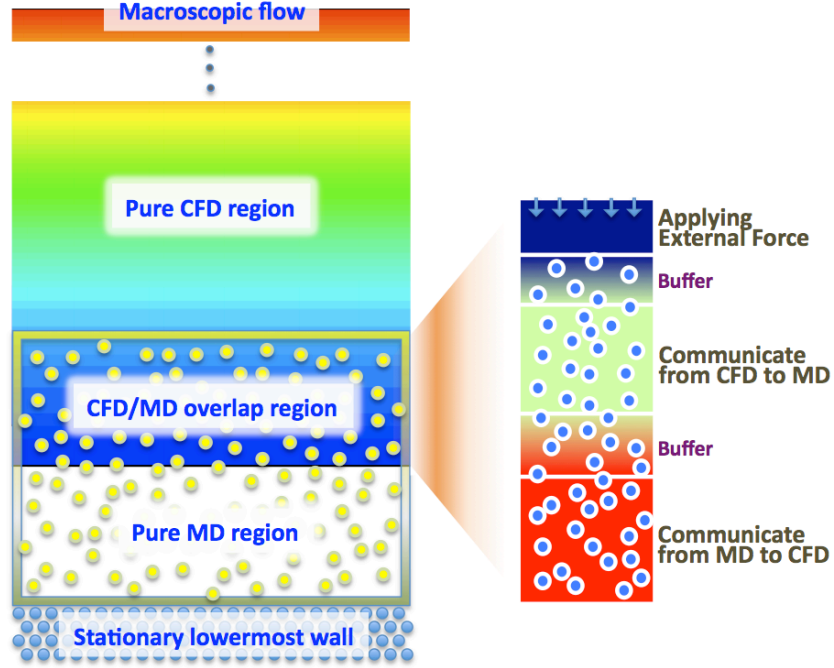 Macroscopic flow
Pure CFD region
CFD/MD overlap region
Pure MD region
Stationary lowermost wall
Applying
External Force
Buffer
Communicate
from CFD to MD
Buffer
Communicate
from MD to CFD